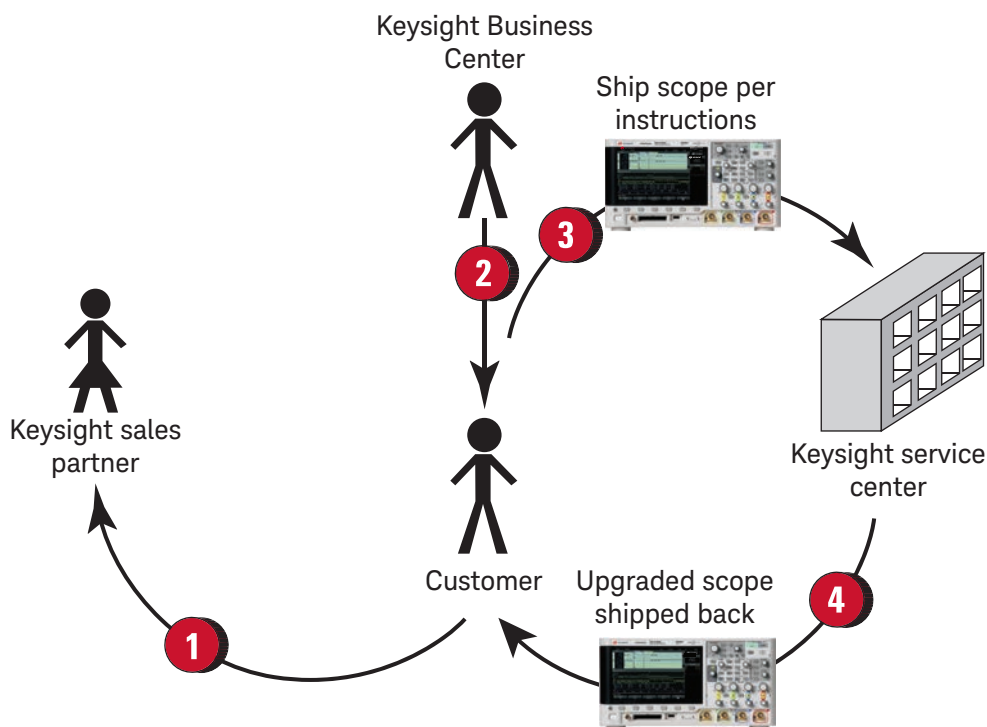 Keysight Business
Center
Ship scope per
instructions
3
2
Keysight sales
partner
Keysight service
center
Customer
Upgraded scope
shipped back
4
1